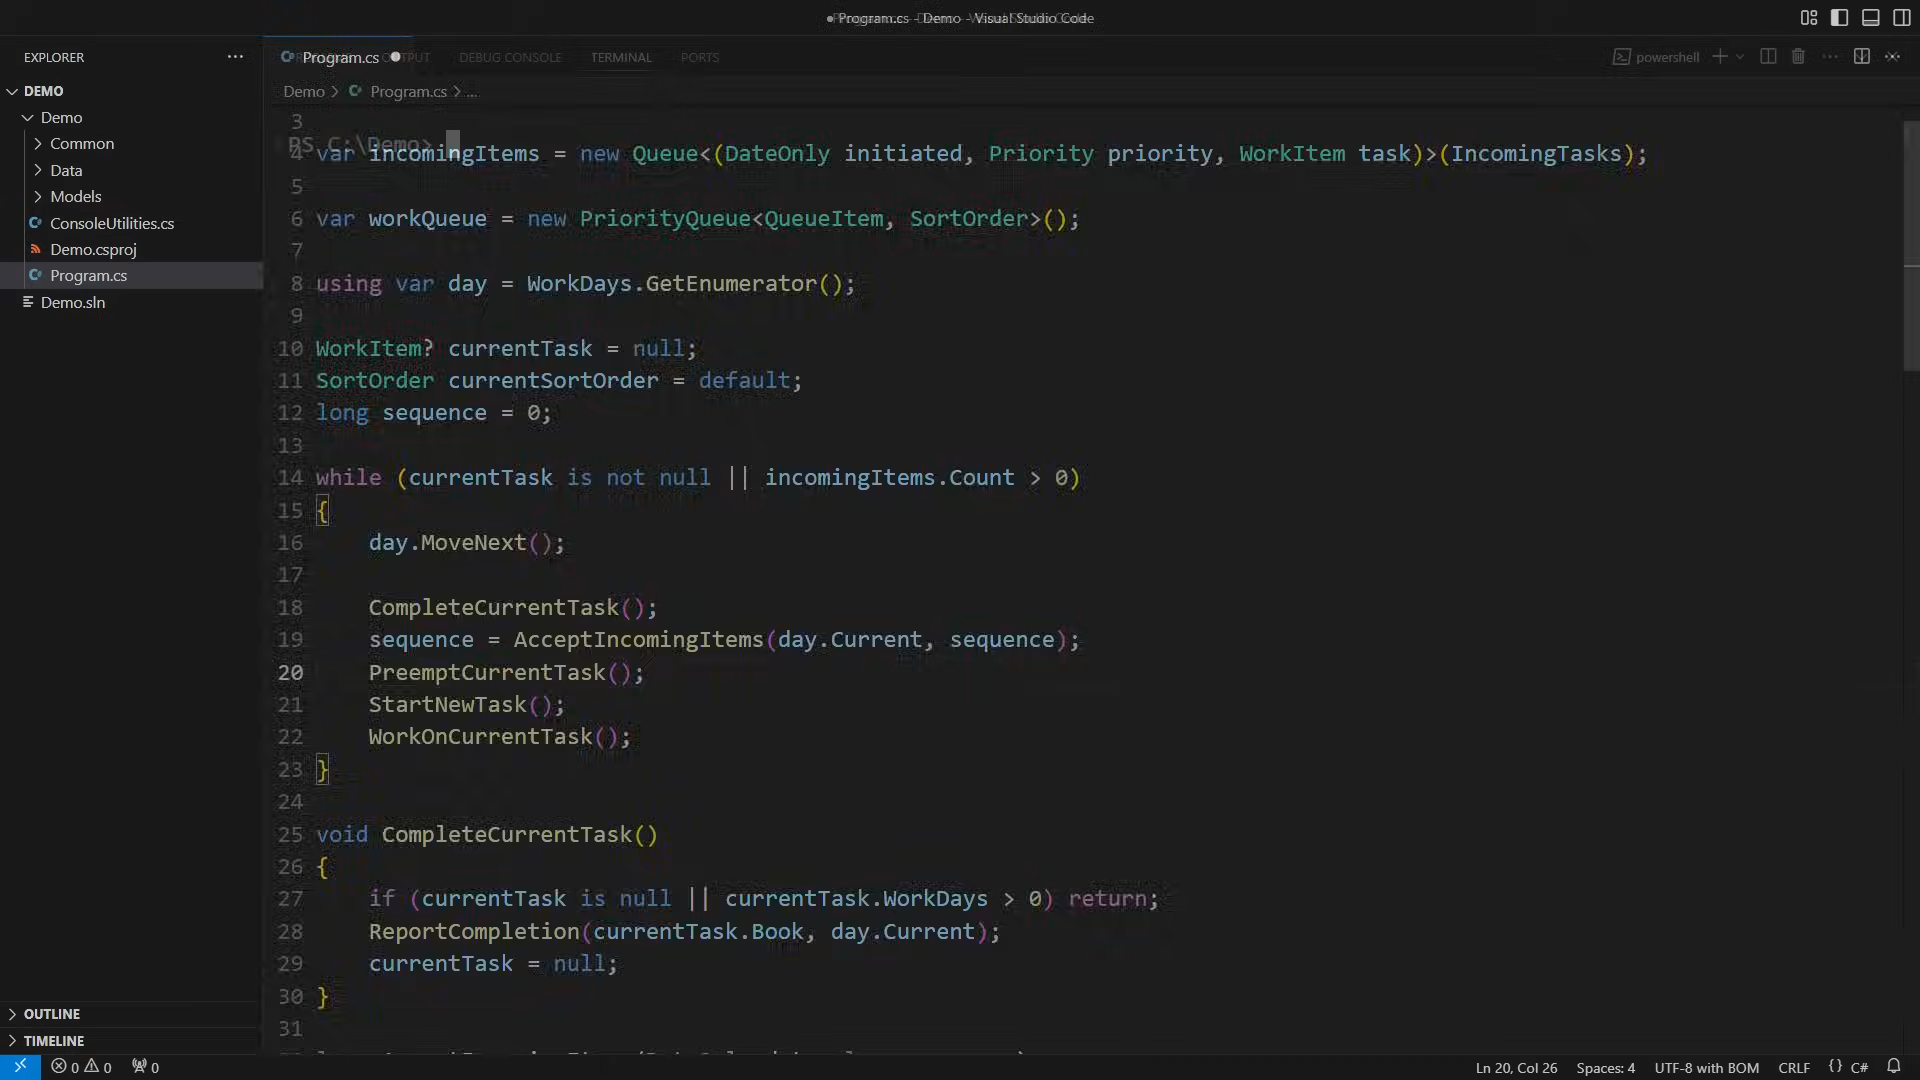 Program.cs - Demo - Visual Studio Code
EXPLORER
DEMO
Demo
Common
Data
Models
ConsoleUtilities.cs
Demo.csproj
Program.cs
Demo.sln
OUTLINE
TIMELINE
Program.cs
DEBUG CONSOLE
TERMINAL
PORTS
powershell
Demo > Program.cs > ...
PS C:\Demo>
3
4 var incomingItems = new Queue<(DateOnly initiated, Priority priority, WorkItem task)>(IncomingTasks);
5
6 var workQueue = new PriorityQueue<QueueItem, SortOrder>();
7
8 using var day = WorkDays.GetEnumerator();
9
10 WorkItem? currentTask = null;
11 SortOrder currentSortOrder = default;
12 long sequence = 0;
13
14 while (currentTask is not null || incomingItems.Count > 0)
15 {
16 day.MoveNext();
17
18 CompleteCurrentTask();
19 sequence = AcceptIncomingItems(day.Current, sequence);
20 PreemptCurrentTask();
21 StartNewTask();
22 WorkOnCurrentTask();
23 }
24
25 void CompleteCurrentTask()
26 {
27 if (currentTask is null || currentTask.WorkDays > 0) return;
28 ReportCompletion(currentTask.Book, day.Current);
29 currentTask = null;
30 }
31
0 0 0
Ln 20, Col 26
Spaces: 4
UTF-8 with BOM
CRLF
{} C#